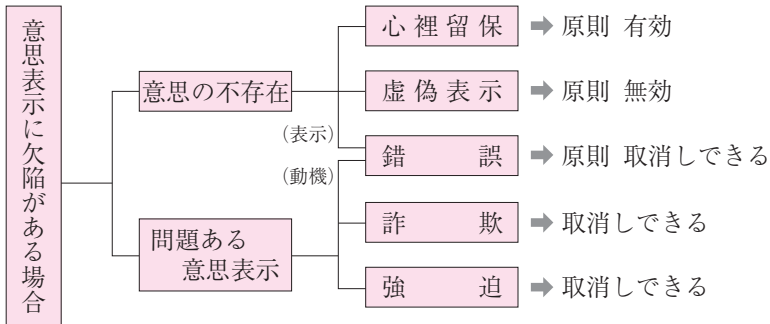 意思表示に欠陥がある場合
意思の不存在
心裡留保 ➡ 原則 有効
虚偽表示 ➡ 原則 無効
(表示)
錯誤 ➡ 原則 取消しできる
(動機)
問題ある
意思表示
詐欺 ➡ 取消しできる
強迫 ➡ 取消しできる